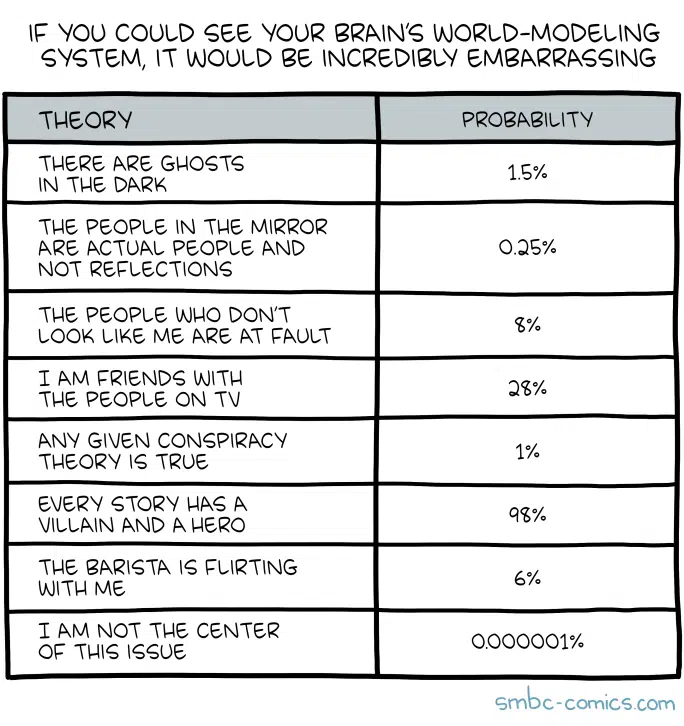 IF YOU COULD SEE YOUR BRAIN'S WORLD-MODELING
SYSTEM, IT WOULD BE INCREDIBLY EMBARRASSING
THEORY
PROBABILITY
THERE ARE GHOSTS
IN THE DARK
1.5%
THE PEOPLE IN THE MIRROR
ARE ACTUAL PEOPLE AND
NOT REFLECTIONS
0.25%
THE PEOPLE WHO DON'T
LOOK LIKE ME ARE AT FAULT
8%
I AM FRIENDS WITH
THE PEOPLE ON TV
28%
ANY GIVEN CONSPIRACY
THEORY IS TRUE
1%
EVERY STORY HAS A
VILLAIN AND A HERO
98%
THE BARISTA IS FLIRTING
WITH ME
6%
I AM NOT THE CENTER
OF THIS ISSUE
0.000001%
smbc-comics.com